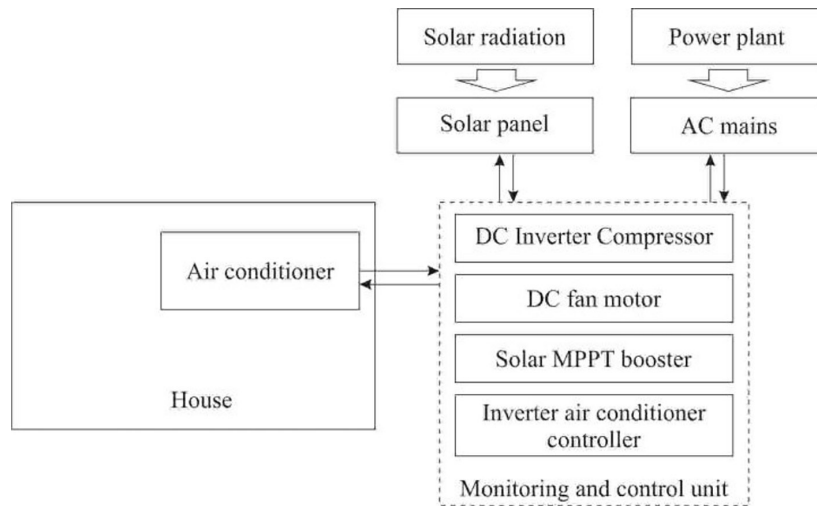 Solar radiation
Power plant
Solar panel
AC mains
DC Inverter Compressor
Air conditioner
DC fan motor
Solar MPPT booster
House
Inverter air conditioner
controller
Monitoring and control unit